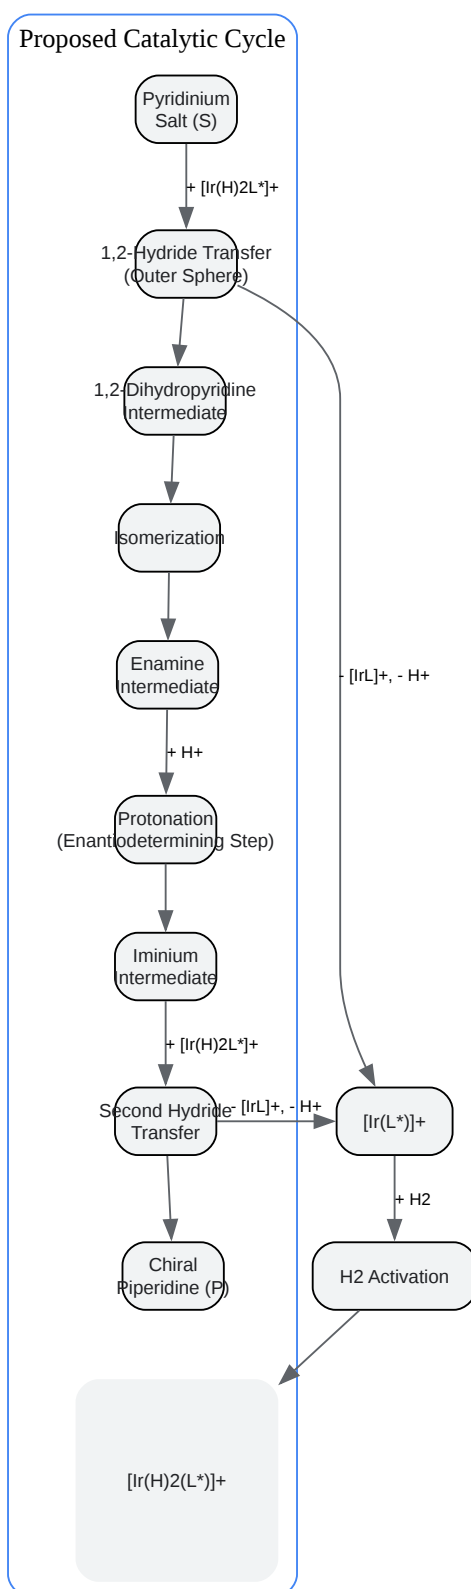 Proposed Catalytic Cycle
Pyridinium
Salt (S)
+ [Ir(H)2L*]+
1,2-Hydride Transfer
(Outer Sphere)
1,2-Dihydropyridine
Intermediate
Isomerization
Enamine
Intermediate
- [IrL]+, - H+
+ H+
Protonation
(Enantiodetermining Step)
Iminium
Intermediate
+ [Ir(H)2L*]+
Second Hydride
Transfer
- [IrL]+, - H+
[Ir(L*)]+
+ H2
Chiral
Piperidine (P)
H2 Activation
[Ir(H)2(L*)]+